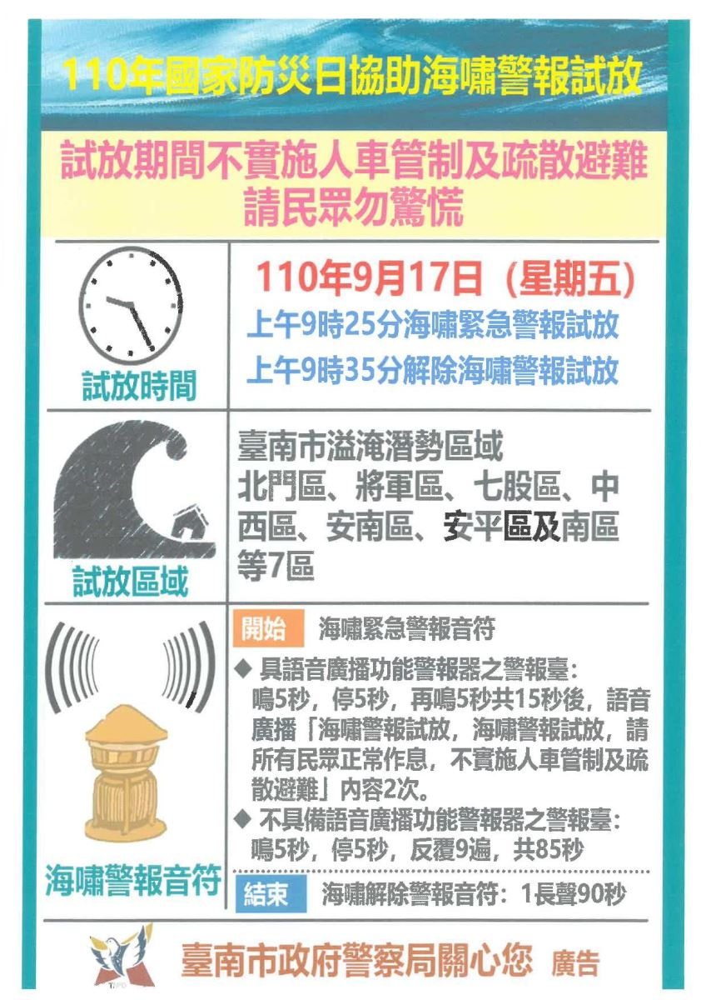 110年國家防災日協助海嘯警報試放
試放期間不實施人車管制及疏散避難
請民眾勿驚慌
試放時間
110年9月17日（星期五）
上午9時25分海嘯緊急警報試放
上午9時35分解除海嘯警報試放
試放區域
臺南市溢淹潛勢區域
北門區、將軍區、七股區、中
西區、安南區、安平區及南區
等7區
海嘯警報音符
開始 海嘯緊急警報音符
◆ 具語音廣播功能警報器之警報臺：
鳴5秒，停5秒，再鳴5秒共15秒後，語音
廣播「海嘯警報試放，海嘯警報試放，請
所有民眾正常作息，不實施人車管制及疏
散避難」內容2次。
◆ 不具備語音廣播功能警報器之警報臺：
鳴5秒，停5秒，反覆9遍，共85秒
結束 海嘯解除警報音符：1長聲90秒
臺南市政府警察局關心您 廣告